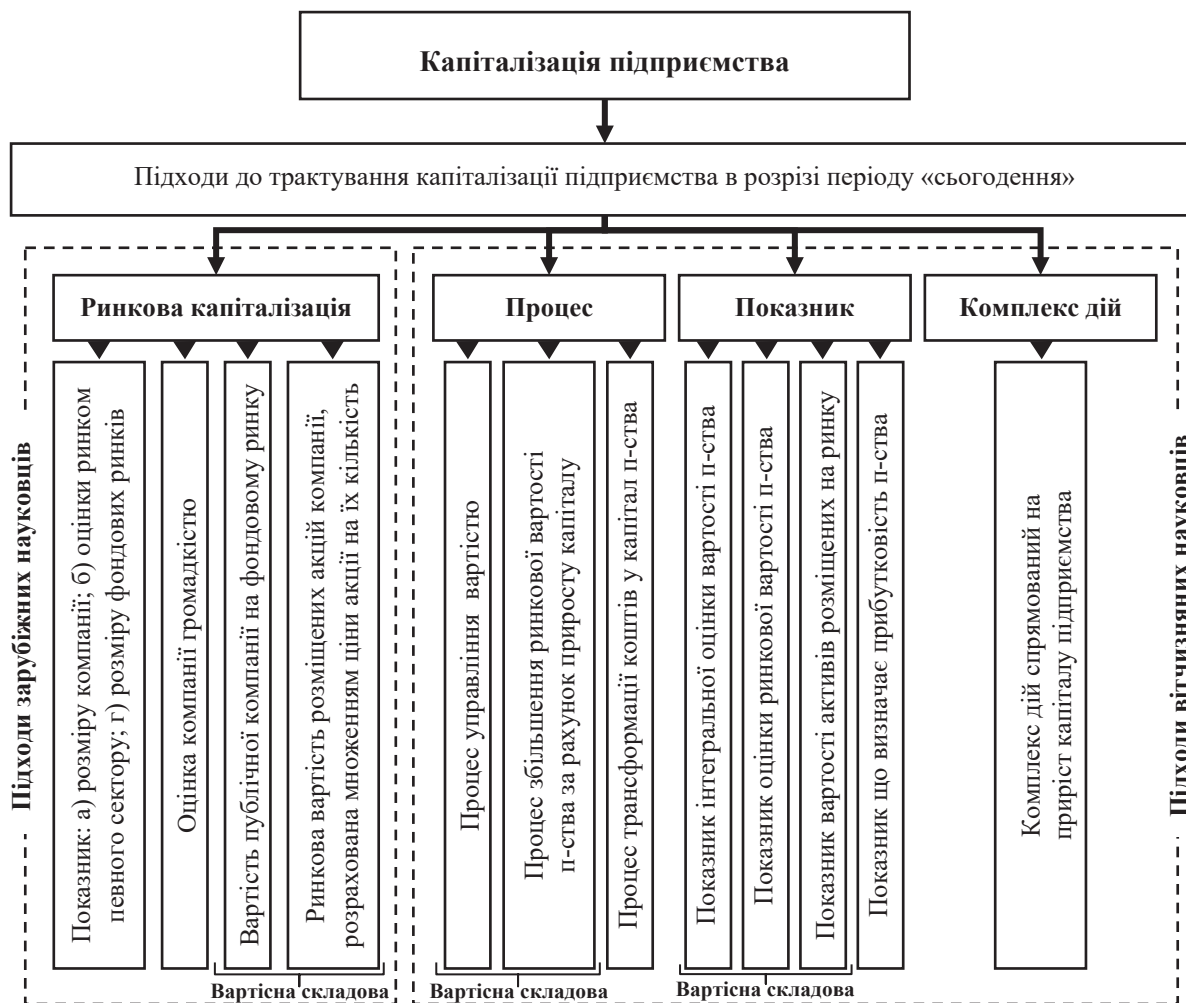 Капіталізація підприємства
Підходи до трактування капіталізації підприємства в розрізі періоду «сьогодення»
Підходи зарубіжних науковців
Ринкова капіталізація
Показник: а) розміру компанії; б) оцінки ринком
певного сектору; г) розміру фондових ринків
Оцінка компанії громадкістю
Вартість публічної компанії на фондовому ринку
Ринкова вартість розміщених акцій компанії,
розрахована множенням ціни акції на їх кількість
Вартісна складова
Процес
Процес управління вартістю
Процес збільшення ринкової вартості
п-ства за рахунок приросту капіталу
Процес трансформації коштів у капітал п-ства
Вартісна складова
Показник
Показник інтегральної оцінки вартості п-ства
Показник оцінки ринкової вартості п-ства
Показник вартості активів розміщених на ринку
Показник що визначає прибутковість п-ства
Вартісна складова
Комплекс дій
Комплекс дій спрямований на
приріст капіталу підприємства
Підходи вітчизняних науковців